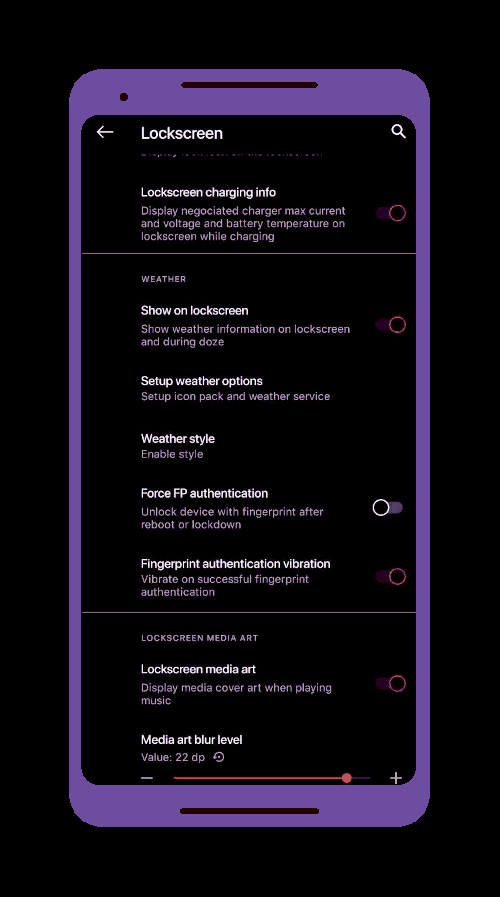 Lockscreen
Lockscreen charging info
Display negociated charger max current
and voltage and battery temperature on
lockscreen while charging
WEATHER
Show on lockscreen
Show weather information on lockscreen
and during doze
Setup weather options
Setup icon pack and weather service
Weather style
Enable style
Force FP authentication
Unlock device with fingerprint after
reboot or lockdown
Fingerprint authentication vibration
Vibrate on successful fingerprint
authentication
LOCKSCREEN MEDIA ART
Lockscreen media art
Display media cover art when playing
music
Media art blur level
Value: 22 dp